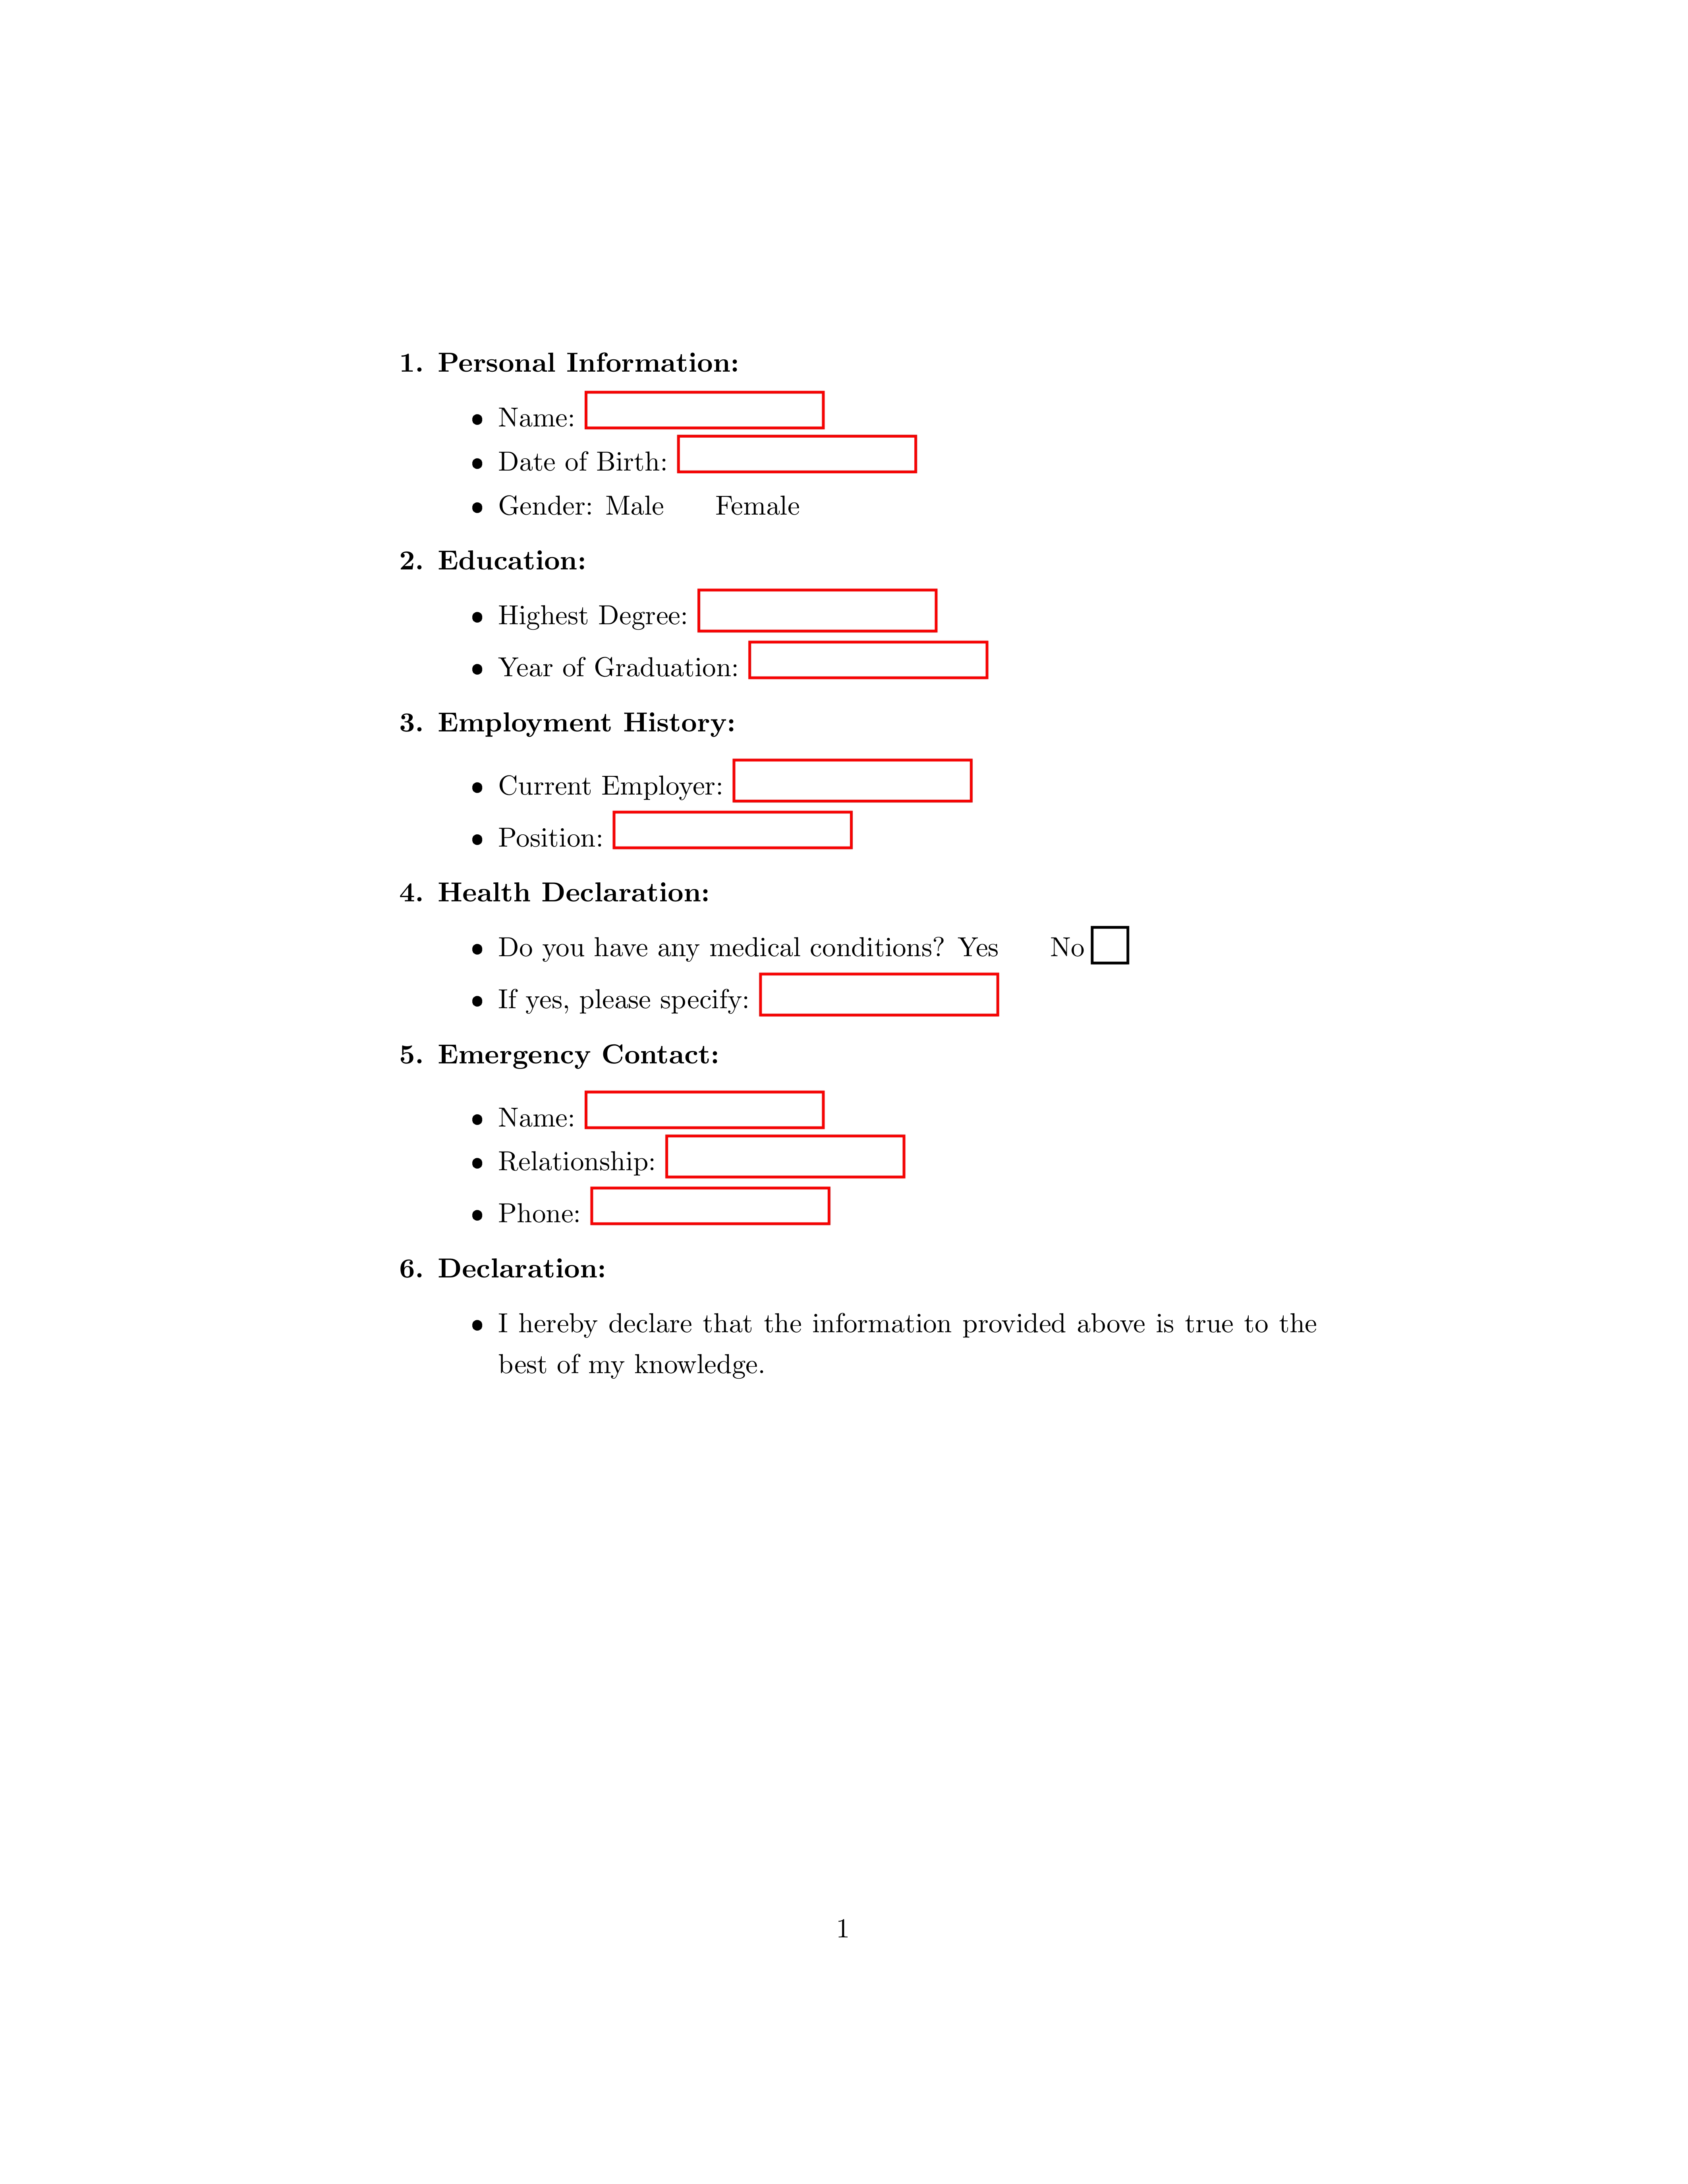 1. Personal Information:
• Name:
• Date of Birth:
• Gender: Male Female
2. Education:
• Highest Degree:
• Year of Graduation:
3. Employment History:
• Current Employer:
• Position:
4. Health Declaration:
• Do you have any medical conditions? Yes No
• If yes, please specify:
5. Emergency Contact:
• Name:
• Relationship:
• Phone:
6. Declaration:
• I hereby declare that the information provided above is true to the
best of my knowledge.
1